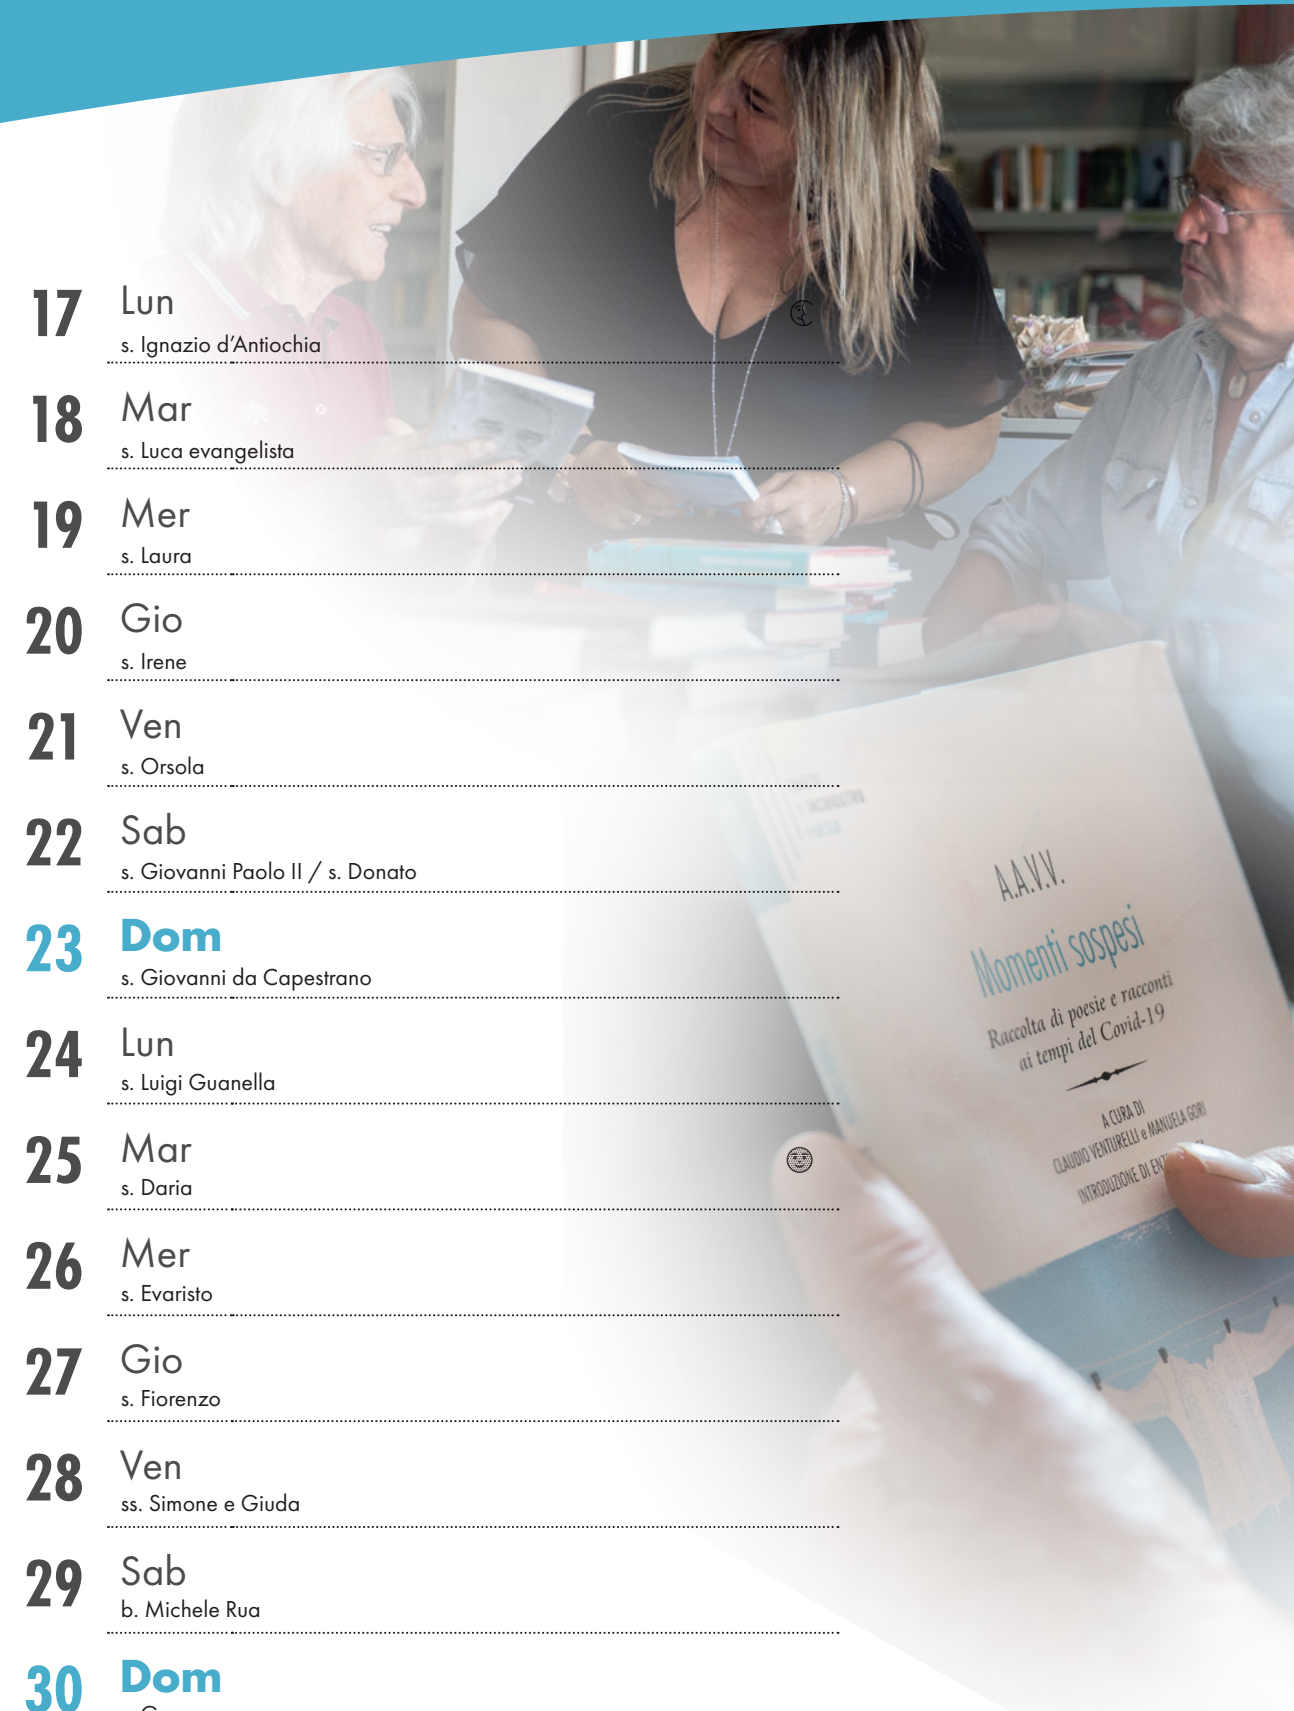 17 Lun
s. Ignazio d'Antiochia
18 Mar
s. Luca evangelista
19 Mer
s. Laura
20 Gio
s. Irene
21 Ven
s. Orsola
22 Sab
s. Giovanni Paolo II / s. Donato
23 Dom
s. Giovanni da Capestrano
24 Lun
s. Luigi Guanella
25 Mar
s. Daria
26 Mer
s. Evaristo
27 Gio
s. Fiorenzo
28 Ven
ss. Simone e Giuda
29 Sab
b. Michele Rua
30 Dom
INCHIOSTRO
POESIA
A.A.V.V.
Momenti sospesi
Raccolta di poesie e racconti
ai tempi del Covid-19
A CURA DI
CLAUDIO VENTURELLI e MANUELA GORI
INTRODUZIONE DI